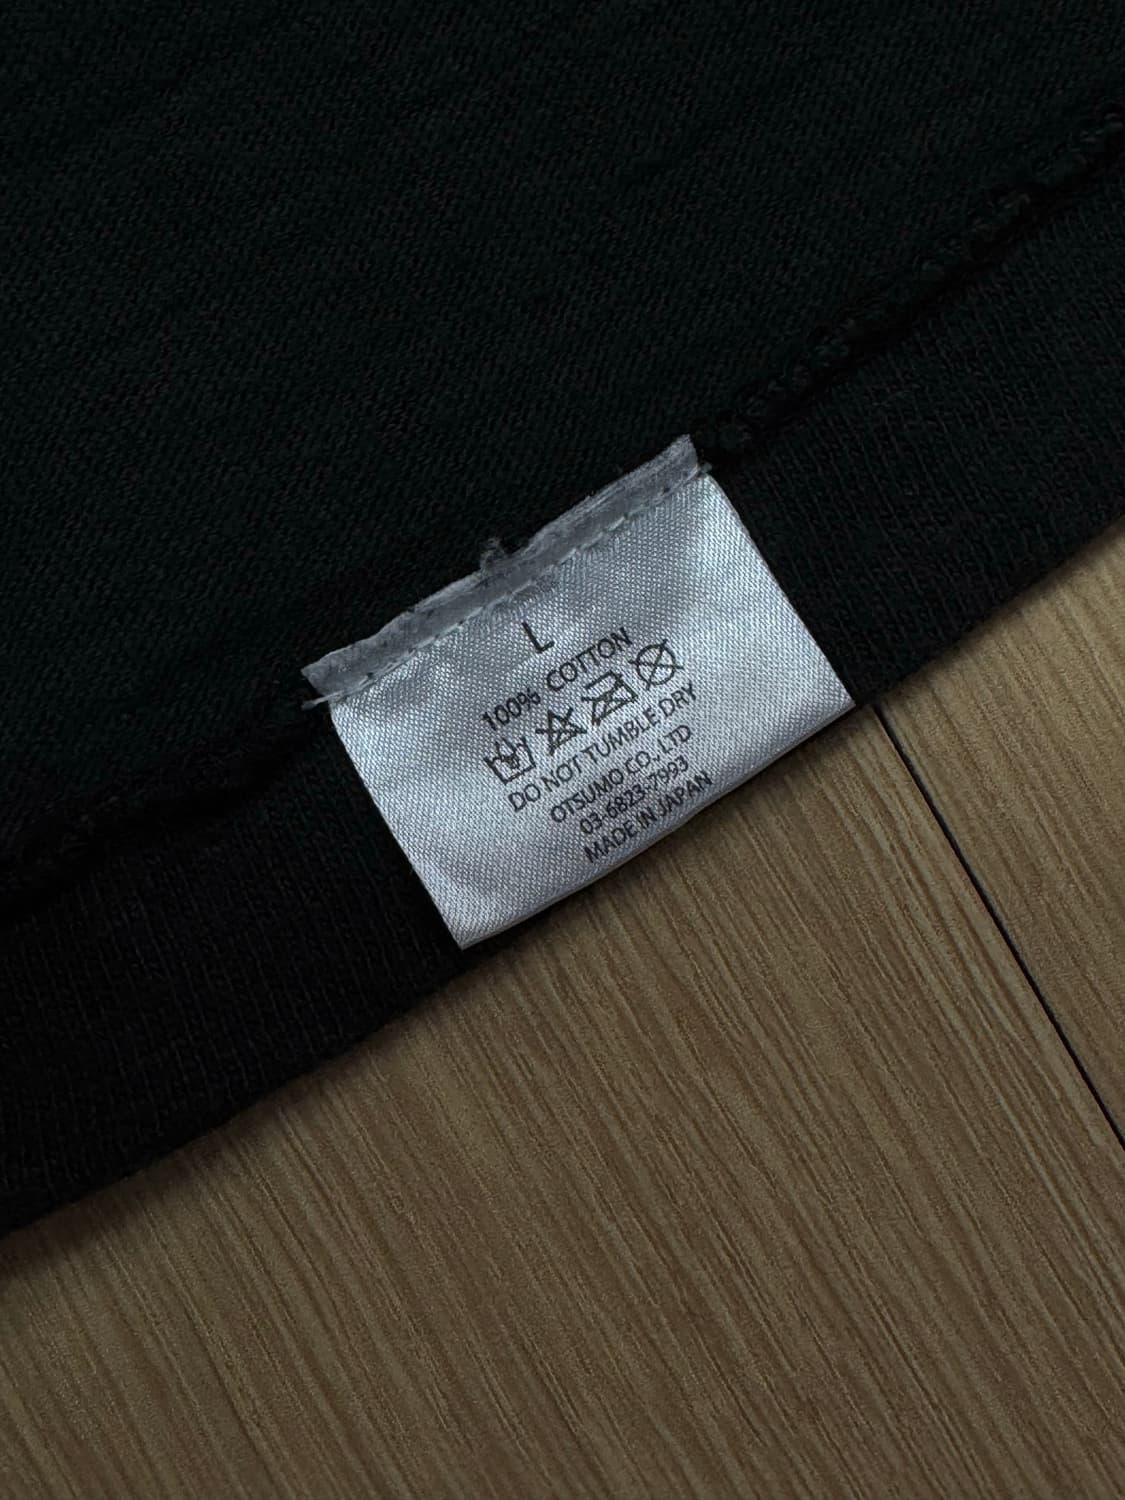 L
100% COTTON
DO NOT TUMBLE DRY
OTSUMO CO., LTD
03-6823-7993
MADE IN JAPAN